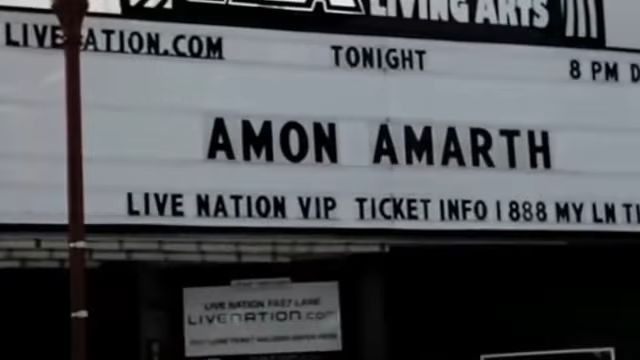 LIVING ARTS
LIVENATION.COM TONIGHT 8 PM
AMON AMARTH
LIVE NATION VIP TICKET INFO 1 888 MY LN
LIVE NATION FAST LANE
LIVENATION.com